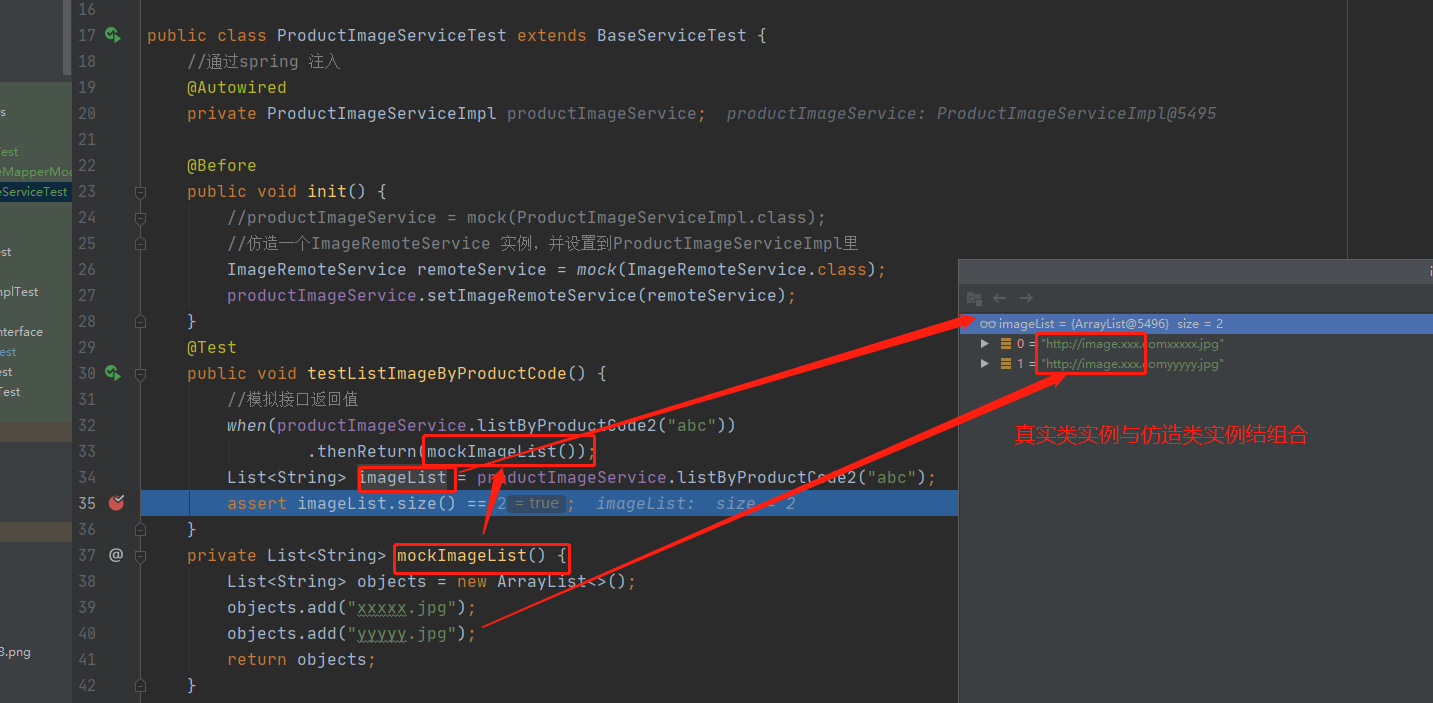 16
17 public class ProductImageServiceTest extends BaseServiceTest {
18 //通过spring 注入
19 @Autowired
20 private ProductImageServiceImpl productImageService; productImageService: ProductImageServiceImpl@5495
21
22 @Before
23 public void init() {
24 //productImageService = mock(ProductImageServiceImpl.class);
25 //仿造一个ImageRemoteService 实例，并设置到ProductImageServiceImpl里
26 ImageRemoteService remoteService = mock(ImageRemoteService.class);
27 productImageService.setImageRemoteService(remoteService);
28 }
29 @Test
30 public void testListImageByProductCode() {
31 //模拟接口返回值
32 when(productImageService.listByProductCode2("abc"))
33 .thenReturn(mockImageList());
34 List<String> imageList = productImageService.listByProductCode2("abc");
35 assert imageList.size() == 2 = true ; imageList: size = 2
36 }
37 @ private List<String> mockImageList() {
38 List<String> objects = new ArrayList<>();
39 objects.add("xxxxx.jpg");
40 objects.add("yyyyy.jpg");
41 return objects;
42 }
s
est
eMapperMoc
eServiceTest
st
mplTest
nterface
est
est
Test
3.png
i
oo imageList = {ArrayList@5496} size = 2
0 = "http://image.xxx.comxxxxx.jpg"
1 = "http://image.xxx.comyyyyy.jpg"
真实类实例与仿造类实例结组合